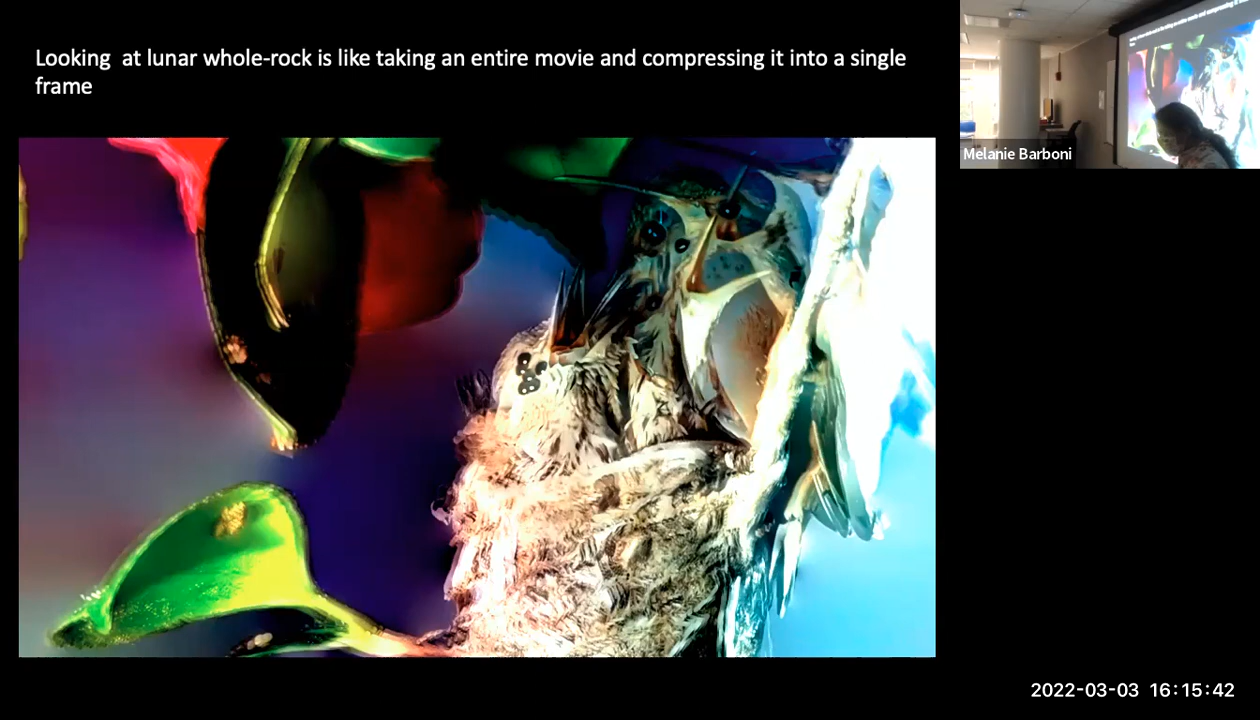 Looking  at lunar whole-rock is like taking an entire movie and compressing it into a single
frame
Melanie Barboni
2022-03-03 16:15:42